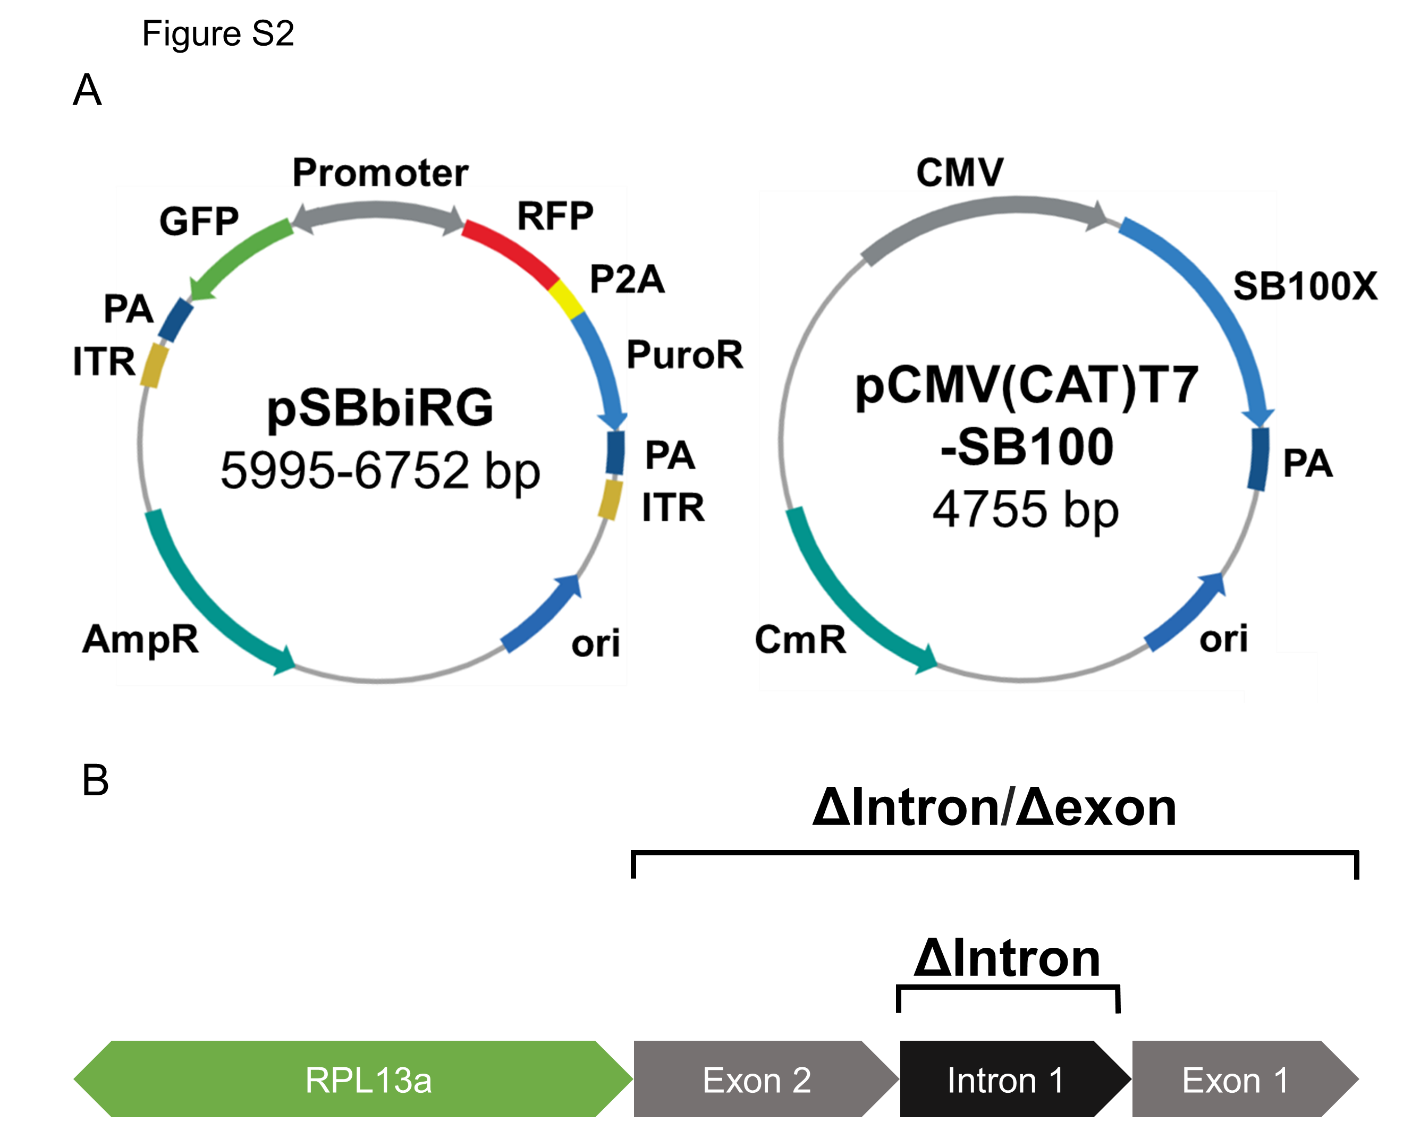 Figure S2
A
Promoter
GFP
RFP
P2A
PA
ITR
PuroR
pSBbiRG
5995-6752 bp
PA
ITR
AmpR
ori
CMV
SB100X
pCMV(CAT)T7
-SB100
4755 bp
PA
CmR
ori
B
ΔIntron/Δexon
ΔIntron
RPL13a
Exon 2
Intron 1
Exon 1